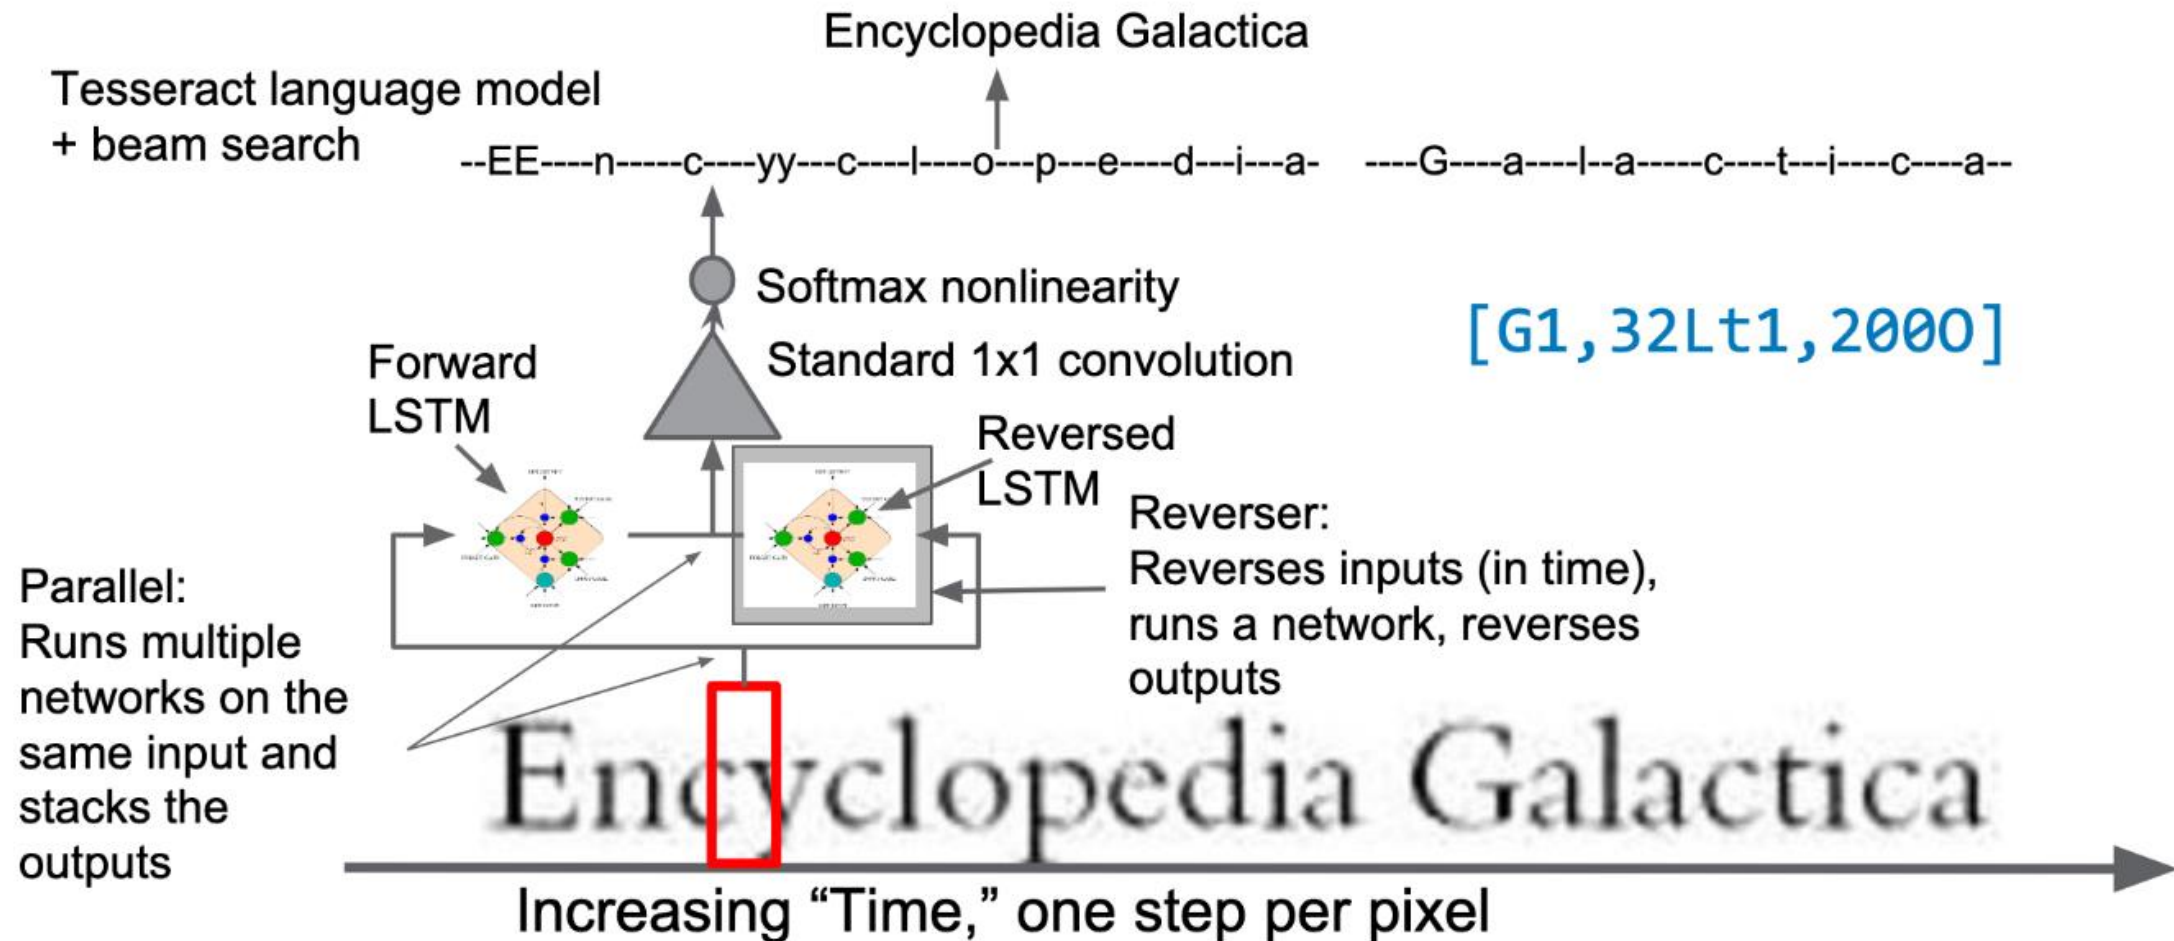 Encyclopedia Galactica
Tesseract language model
+ beam search
--EE----n-----c----yy---c----l----o---p---e----d---i---a-   ----G----a----l--a-----c----t---i----c----a--
Softmax nonlinearity
[G1,32Lt1,200O]
Standard 1x1 convolution
Forward
LSTM
Reversed
LSTM
Reverser:
Reverses inputs (in time),
runs a network, reverses
outputs
Parallel:
Runs multiple
networks on the
same input and
stacks the
outputs
Encyclopedia Galactica
Increasing “Time,” one step per pixel